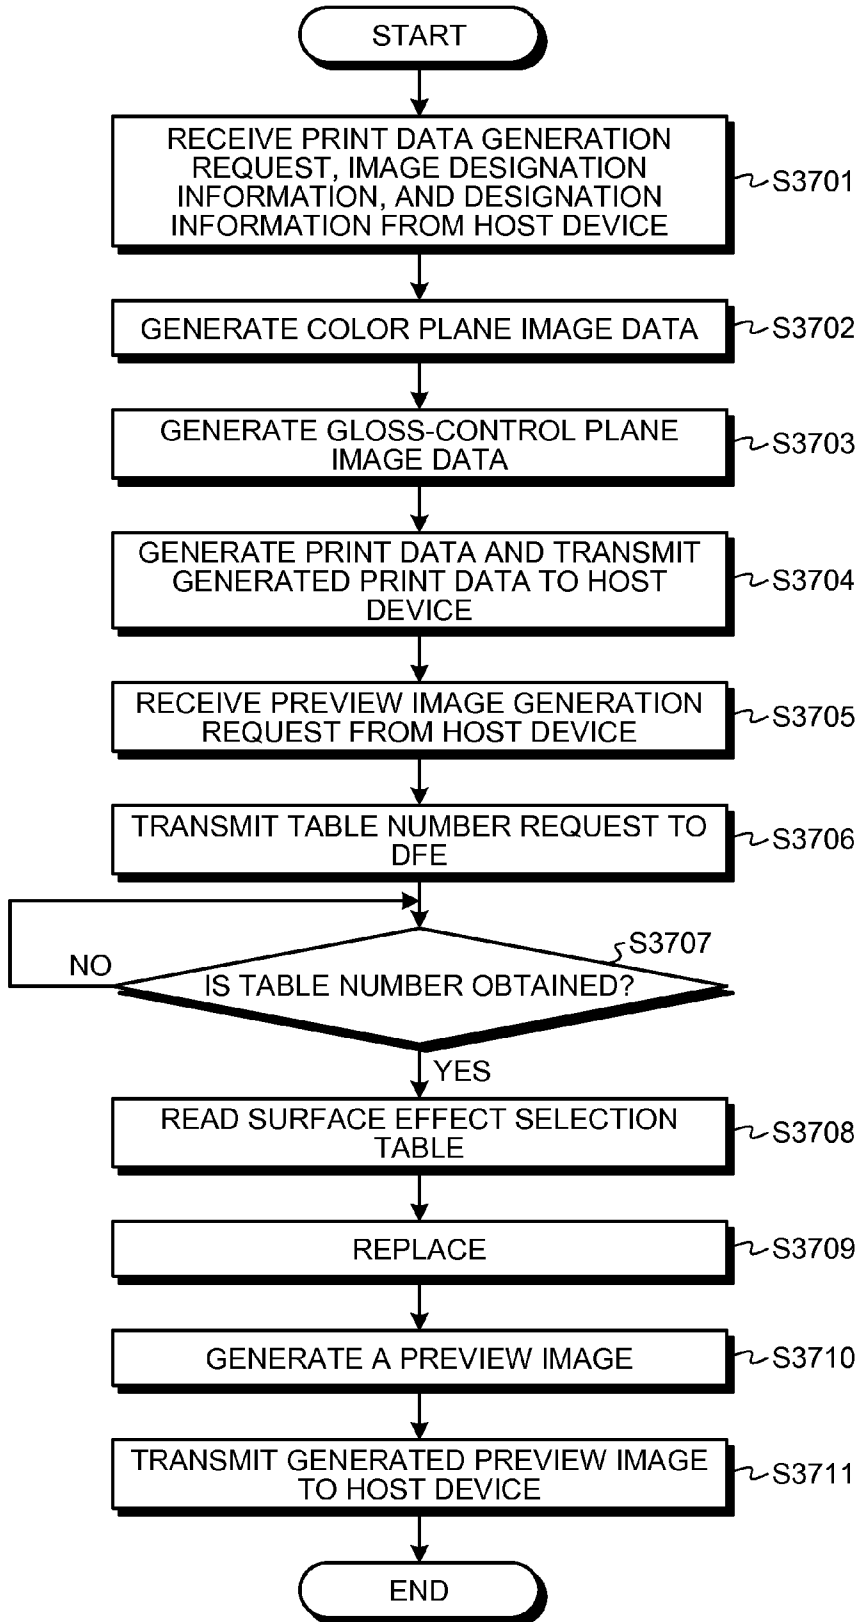 START
RECEIVE PRINT DATA GENERATION
REQUEST, IMAGE DESIGNATION
INFORMATION, AND DESIGNATION
INFORMATION FROM HOST DEVICE
S3701
GENERATE COLOR PLANE IMAGE DATA
S3702
GENERATE GLOSS-CONTROL PLANE
IMAGE DATA
S3703
GENERATE PRINT DATA AND TRANSMIT
GENERATED PRINT DATA TO HOST
DEVICE
S3704
RECEIVE PREVIEW IMAGE GENERATION
REQUEST FROM HOST DEVICE
S3705
TRANSMIT TABLE NUMBER REQUEST TO
DFE
S3706
S3707
NO
IS TABLE NUMBER OBTAINED?
YES
READ SURFACE EFFECT SELECTION
TABLE
S3708
REPLACE
S3709
GENERATE A PREVIEW IMAGE
S3710
TRANSMIT GENERATED PREVIEW IMAGE
TO HOST DEVICE
S3711
END